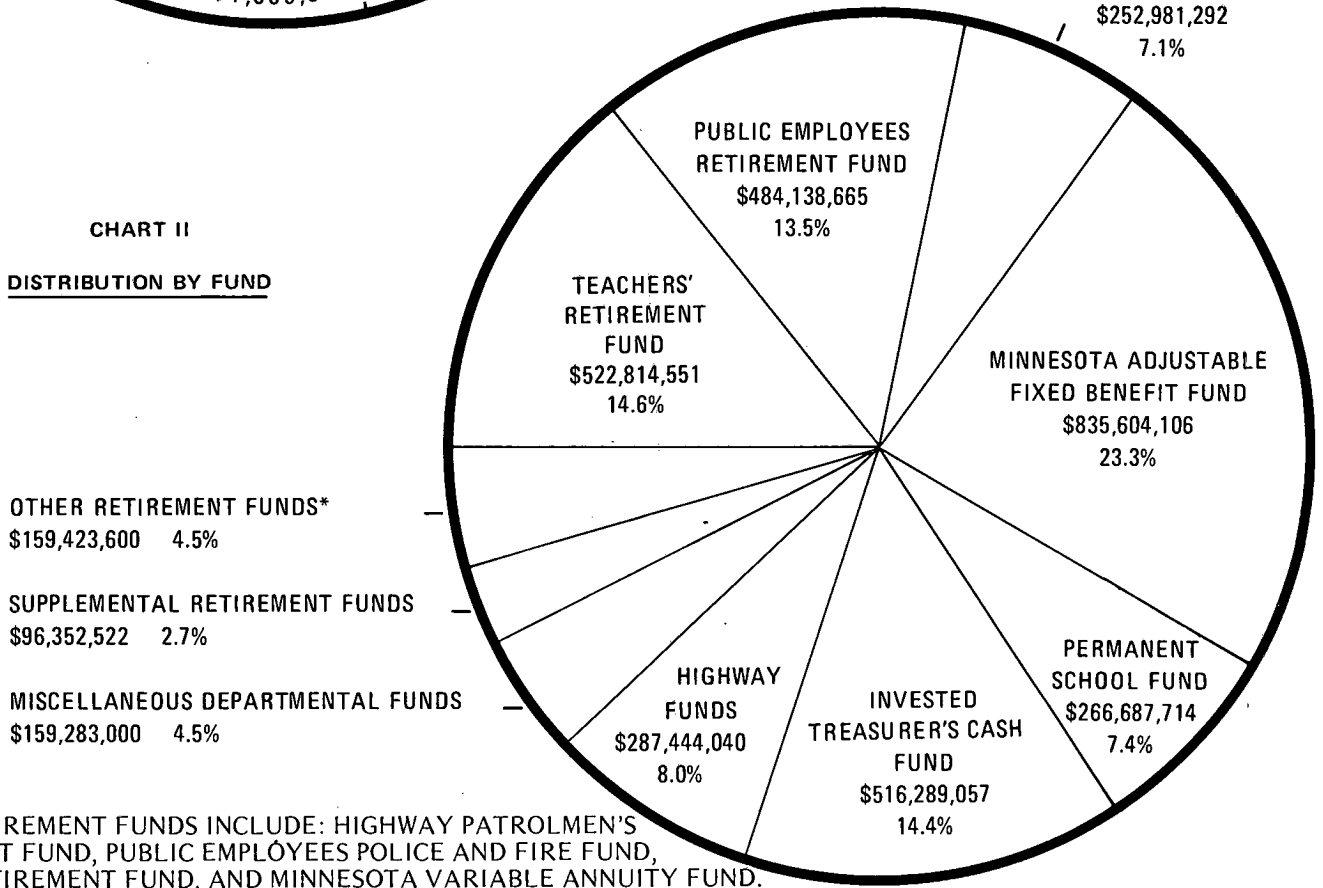 $252,981,292
7.1%
PUBLIC EMPLOYEES
RETIREMENT FUND
$484,138,665
13.5%
CHART II
DISTRIBUTION BY FUND
TEACHERS'
RETIREMENT
FUND
$522,814,551
14.6%
MINNESOTA ADJUSTABLE
FIXED BENEFIT FUND
$835,604,106
23.3%
OTHER RETIREMENT FUNDS*
$159,423,600 4.5%
SUPPLEMENTAL RETIREMENT FUNDS
$96,352,522 2.7%
MISCELLANEOUS DEPARTMENTAL FUNDS
$159,283,000 4.5%
HIGHWAY
FUNDS
$287,444,040
8.0%
INVESTED
TREASURER'S CASH
FUND
$516,289,057
14.4%
PERMANENT
SCHOOL FUND
$266,687,714
7.4%
REMENT FUNDS INCLUDE: HIGHWAY PATROLMEN'S
T FUND, PUBLIC EMPLOYEES POLICE AND FIRE FUND,
TIREMENT FUND, AND MINNESOTA VARIABLE ANNUITY FUND.